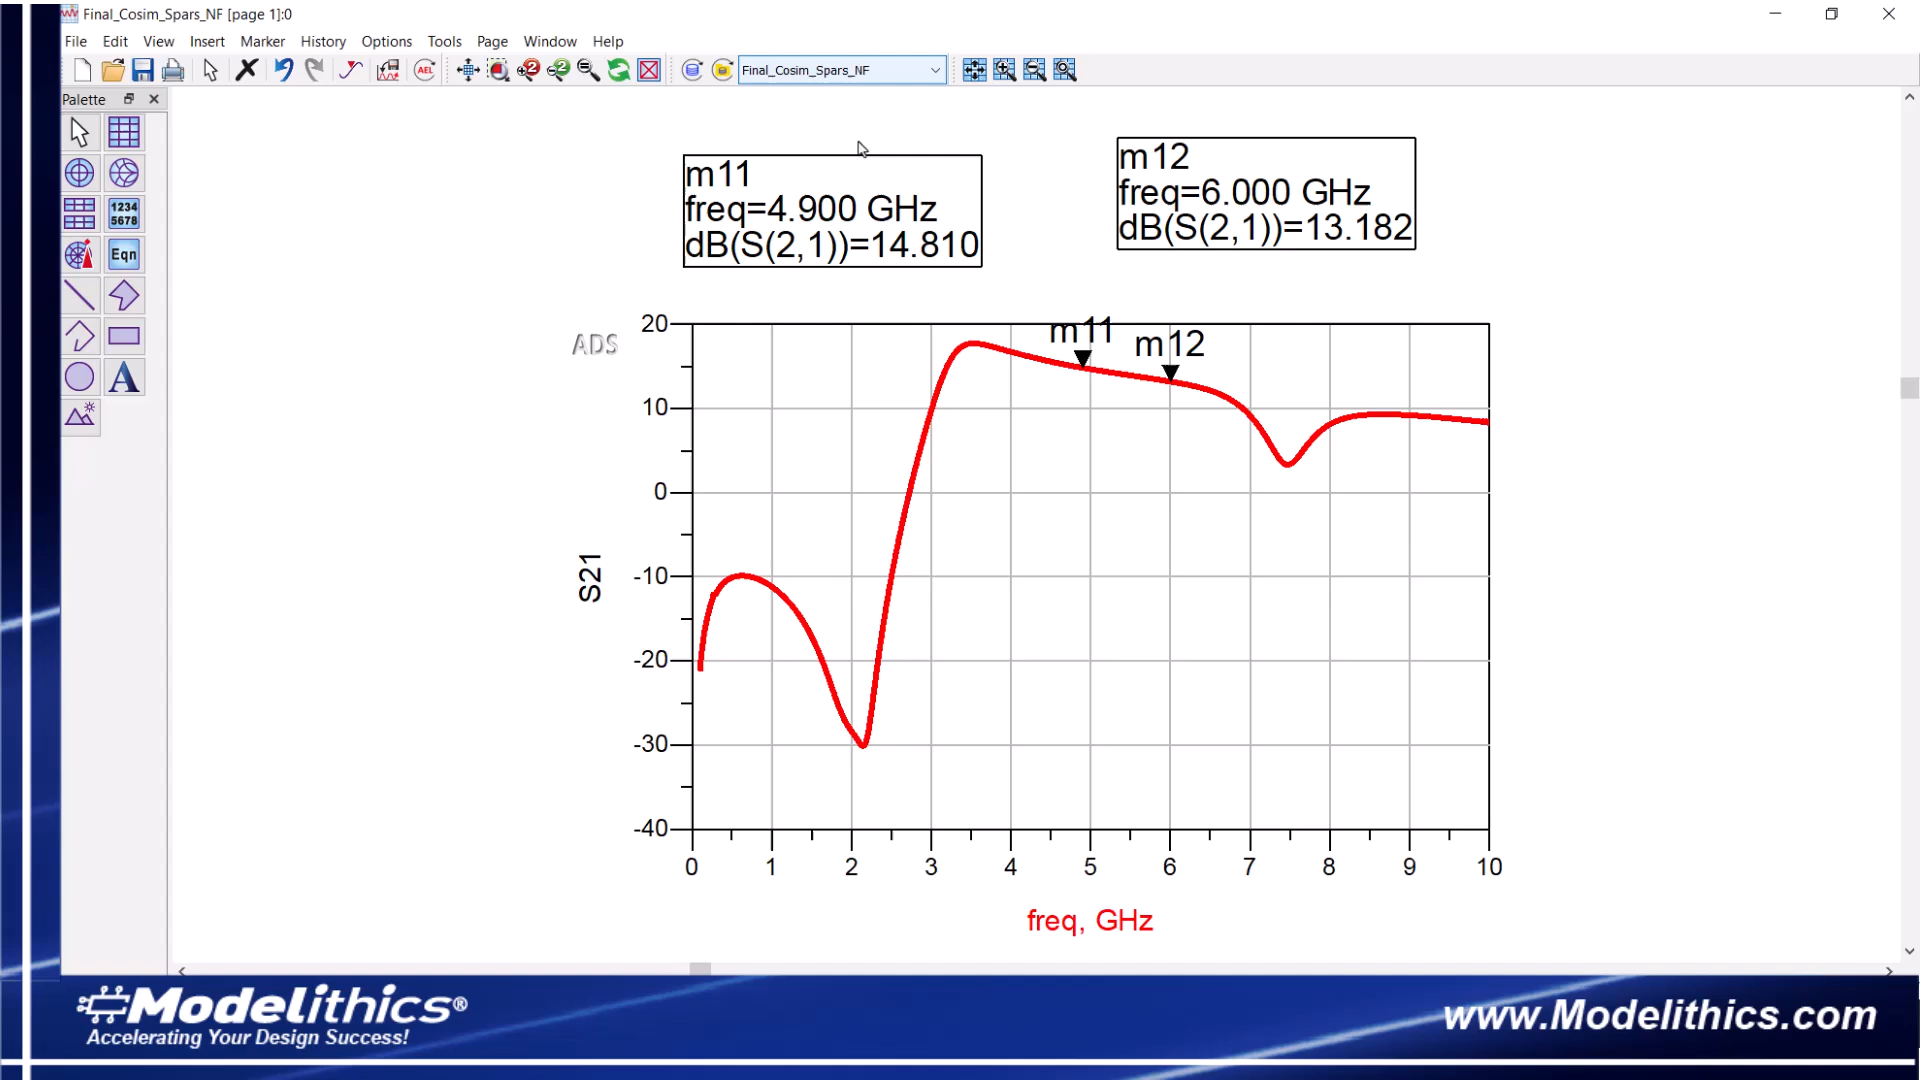 Final_Cosim_Spars_NF [page 1]:0
File Edit View Insert Marker History Options Tools Page Window Help
AEL
Final_Cosim_Spars_NF
Palette
1234
5678
Eqn
A
m11
freq=4.900 GHz
dB(S(2,1))=14.810
m12
freq=6.000 GHz
dB(S(2,1))=13.182
ADS
m11
m12
20
10
0
-10
-20
-30
-40
S21
0 1 2 3 4 5 6 7 8 9 10
freq, GHz
Modelithics®
Accelerating Your Design Success!
www.Modelithics.com